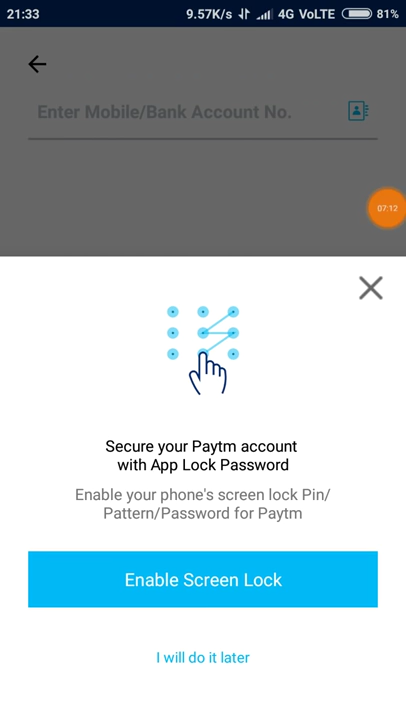 21:33 9.57K/s 4G VoLTE 81%
Enter Mobile/Bank Account No.
07:12
Secure your Paytm account
with App Lock Password
Enable your phone's screen lock Pin/
Pattern/Password for Paytm
Enable Screen Lock
I will do it later